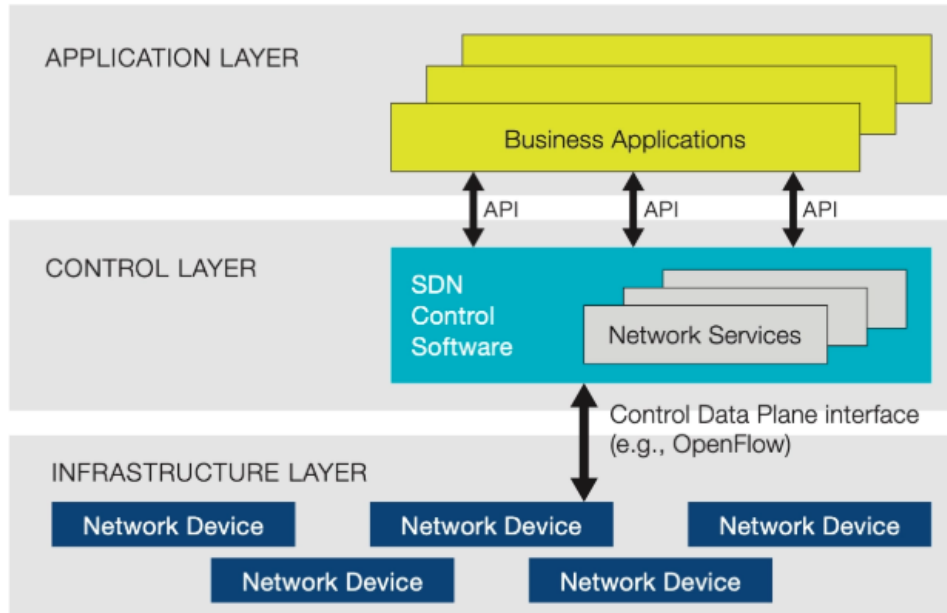 APPLICATION LAYER
Business Applications
API
API
API
CONTROL LAYER
SDN
Control
Software
Network Services
Control Data Plane interface
(e.g., OpenFlow)
INFRASTRUCTURE LAYER
Network Device
Network Device
Network Device
Network Device
Network Device